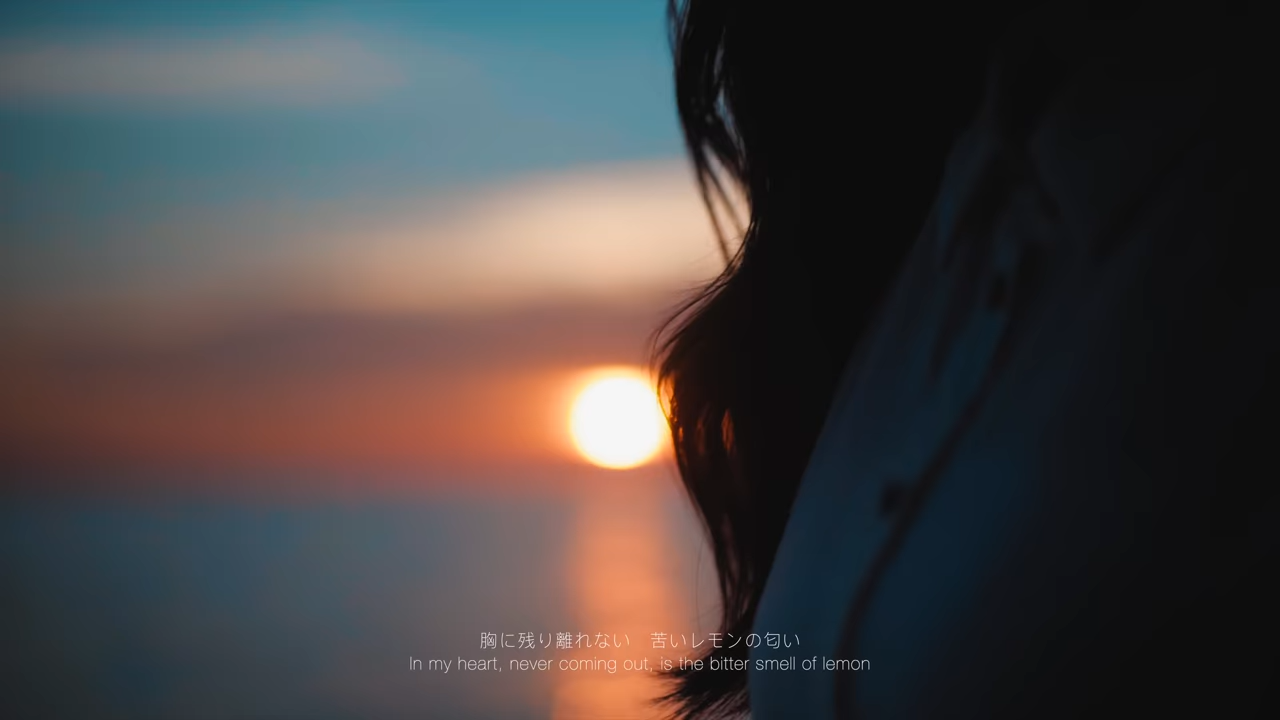 胸に残り離れない　苦いレモンの匂い
In my heart, never coming out, is the bitter smell of lemon